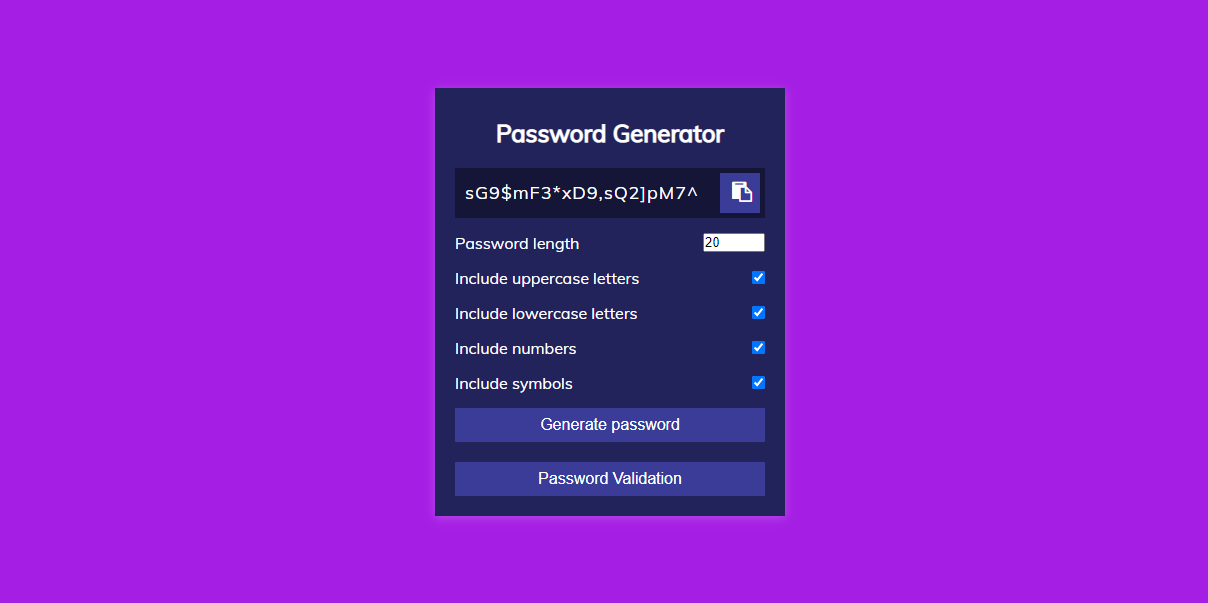 Password Generator
sG9$mF3*xD9,sQ2]pM7^
Password length 20
Include uppercase letters
Include lowercase letters
Include numbers
Include symbols
Generate password
Password Validation